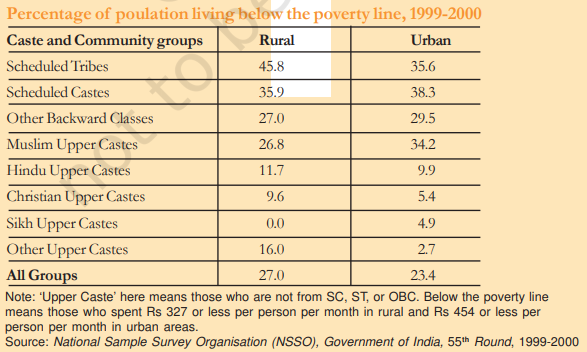 Percentage of poulation living below the poverty line, 1999-2000
Caste and Community groups Rural Urban
Scheduled Tribes 45.8 35.6
Scheduled Castes 35.9 38.3
Other Backward Classes 27.0 29.5
Muslim Upper Castes 26.8 34.2
Hindu Upper Castes 11.7 9.9
Christian Upper Castes 9.6 5.4
Sikh Upper Castes 0.0 4.9
Other Upper Castes 16.0 2.7
All Groups 27.0 23.4
Note: ‘Upper Caste’ here means those who are not from SC, ST, or OBC. Below the poverty line
means those who spent Rs 327 or less per person per month in rural and Rs 454 or less per
person per month in urban areas.
Source: National Sample Survey Organisation (NSSO), Government of India, 55th Round, 1999-2000
not to be